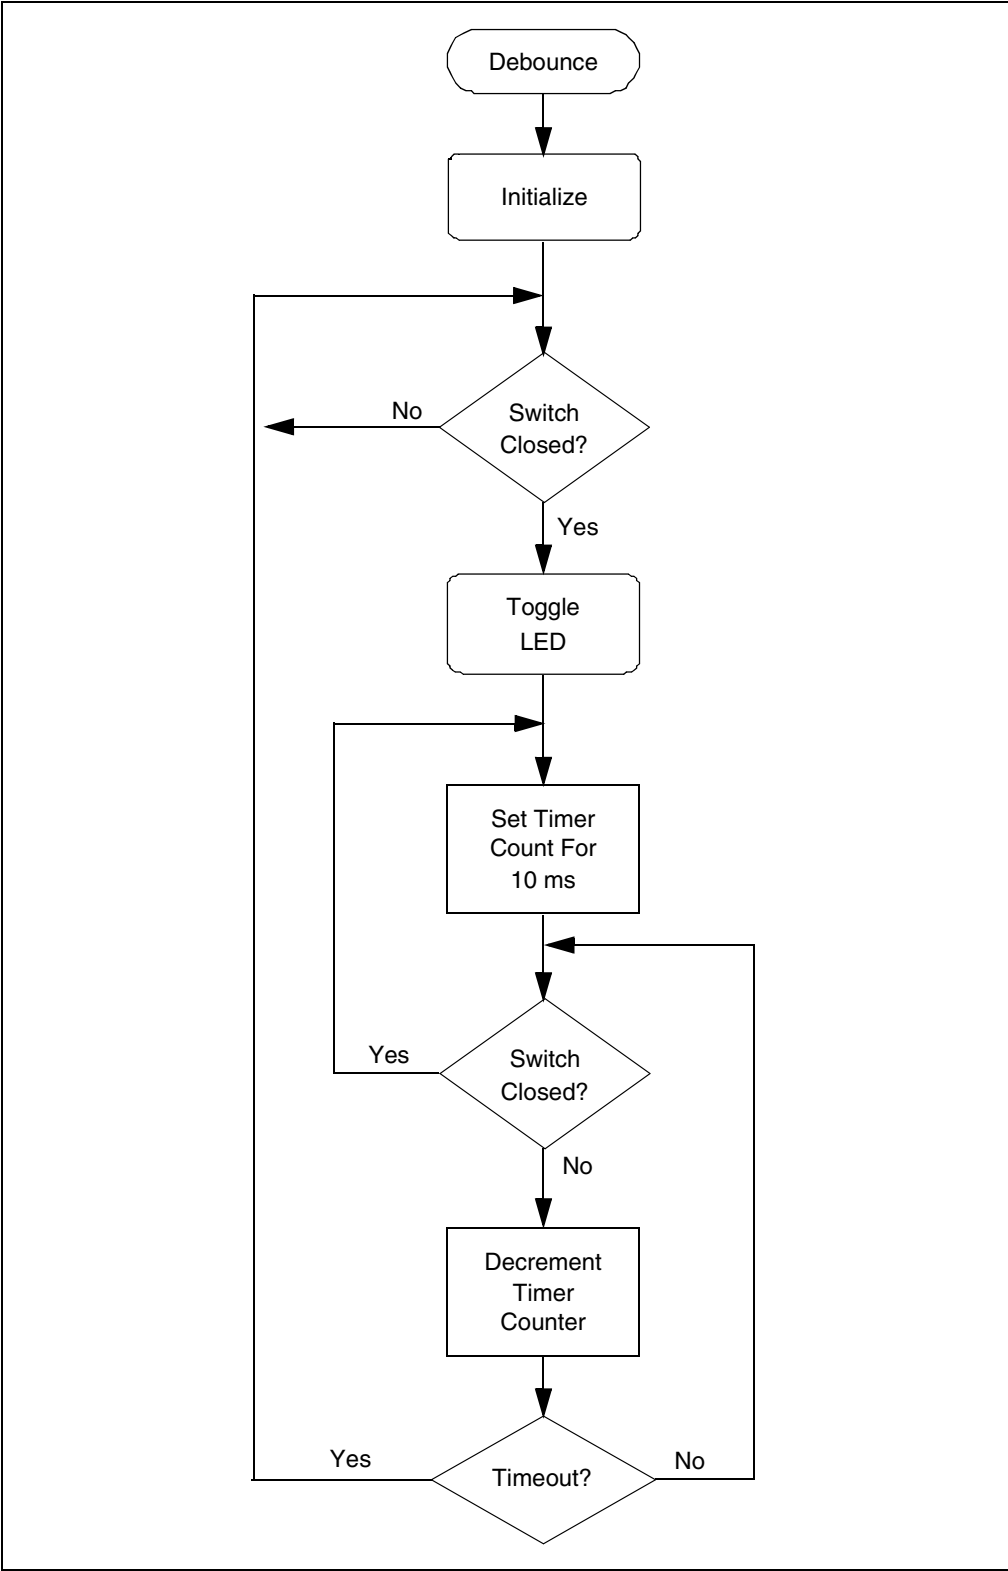 Debounce
Initialize
No
Switch
Closed?
Yes
Toggle
LED
Set Timer
Count For
10 ms
Yes
Switch
Closed?
No
Decrement
Timer
Counter
Yes
Timeout?
No